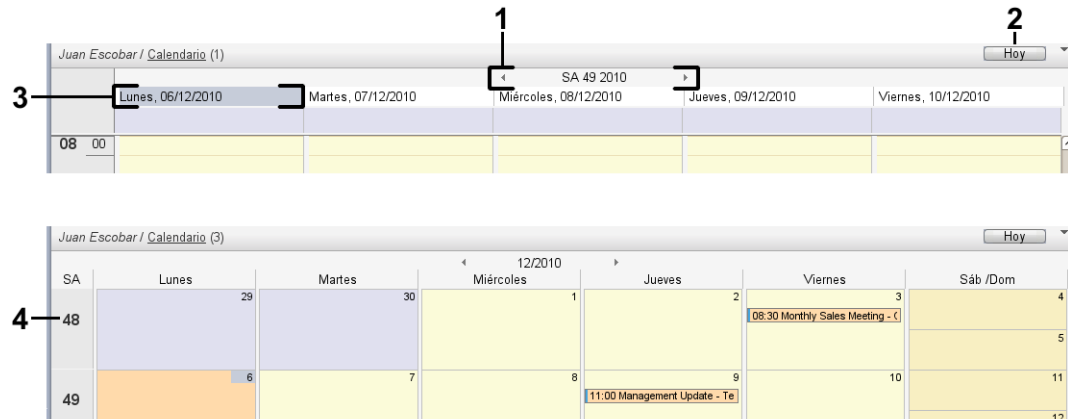 1 2
Juan Escobar / Calendario (1) Hoy
SA 49 2010
3 Lunes, 06/12/2010 Martes, 07/12/2010 Miércoles, 08/12/2010 Jueves, 09/12/2010 Viernes, 10/12/2010
08 00
Juan Escobar / Calendario (3) Hoy
12/2010
SA Lunes Martes Miércoles Jueves Viernes Sáb /Dom
29 30 1 2 3 4
4 48 08:30 Monthly Sales Meeting - (
5
6 7 8 9 10 11
49 11:00 Management Update - Te
12